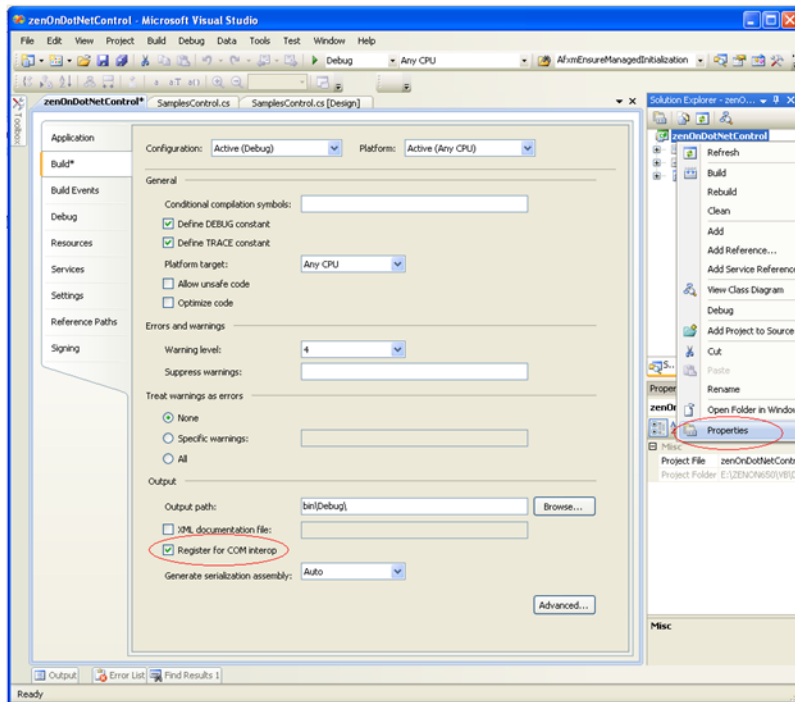 zenOnDotNetControl - Microsoft Visual Studio
File Edit View Project Build Debug Data Tools Test Window Help
Debug Any CPU AfxmEnsureManagedInitialization
zenOnDotNetControl* SamplesControl.cs SamplesControl.cs [Design]
Toolbox
Application
Build*
Build Events
Debug
Resources
Services
Settings
Reference Paths
Signing
Configuration: Active (Debug) Platform: Active (Any CPU)
General
Conditional compilation symbols:
Define DEBUG constant
Define TRACE constant
Platform target: Any CPU
Allow unsafe code
Optimize code
Errors and warnings
Warning level: 4
Suppress warnings:
Treat warnings as errors
None
Specific warnings:
All
Output
Output path: bin\Debug\ Browse...
XML documentation file:
Register for COM interop
Generate serialization assembly: Auto
Advanced...
Solution Explorer - zenO...
zenOnDotNetControl
Refresh
Build
Rebuild
Clean
Add
Add Reference...
Add Service Reference
View Class Diagram
Debug
Add Project to Source
Cut
Paste
Rename
Open Folder in Window
Properties
S..
Proper
zenOn
Misc
Project File zenOnDotNetContr
Project Folder E:\ZENON650\VB\D
Misc
Output Error List Find Results 1
Ready